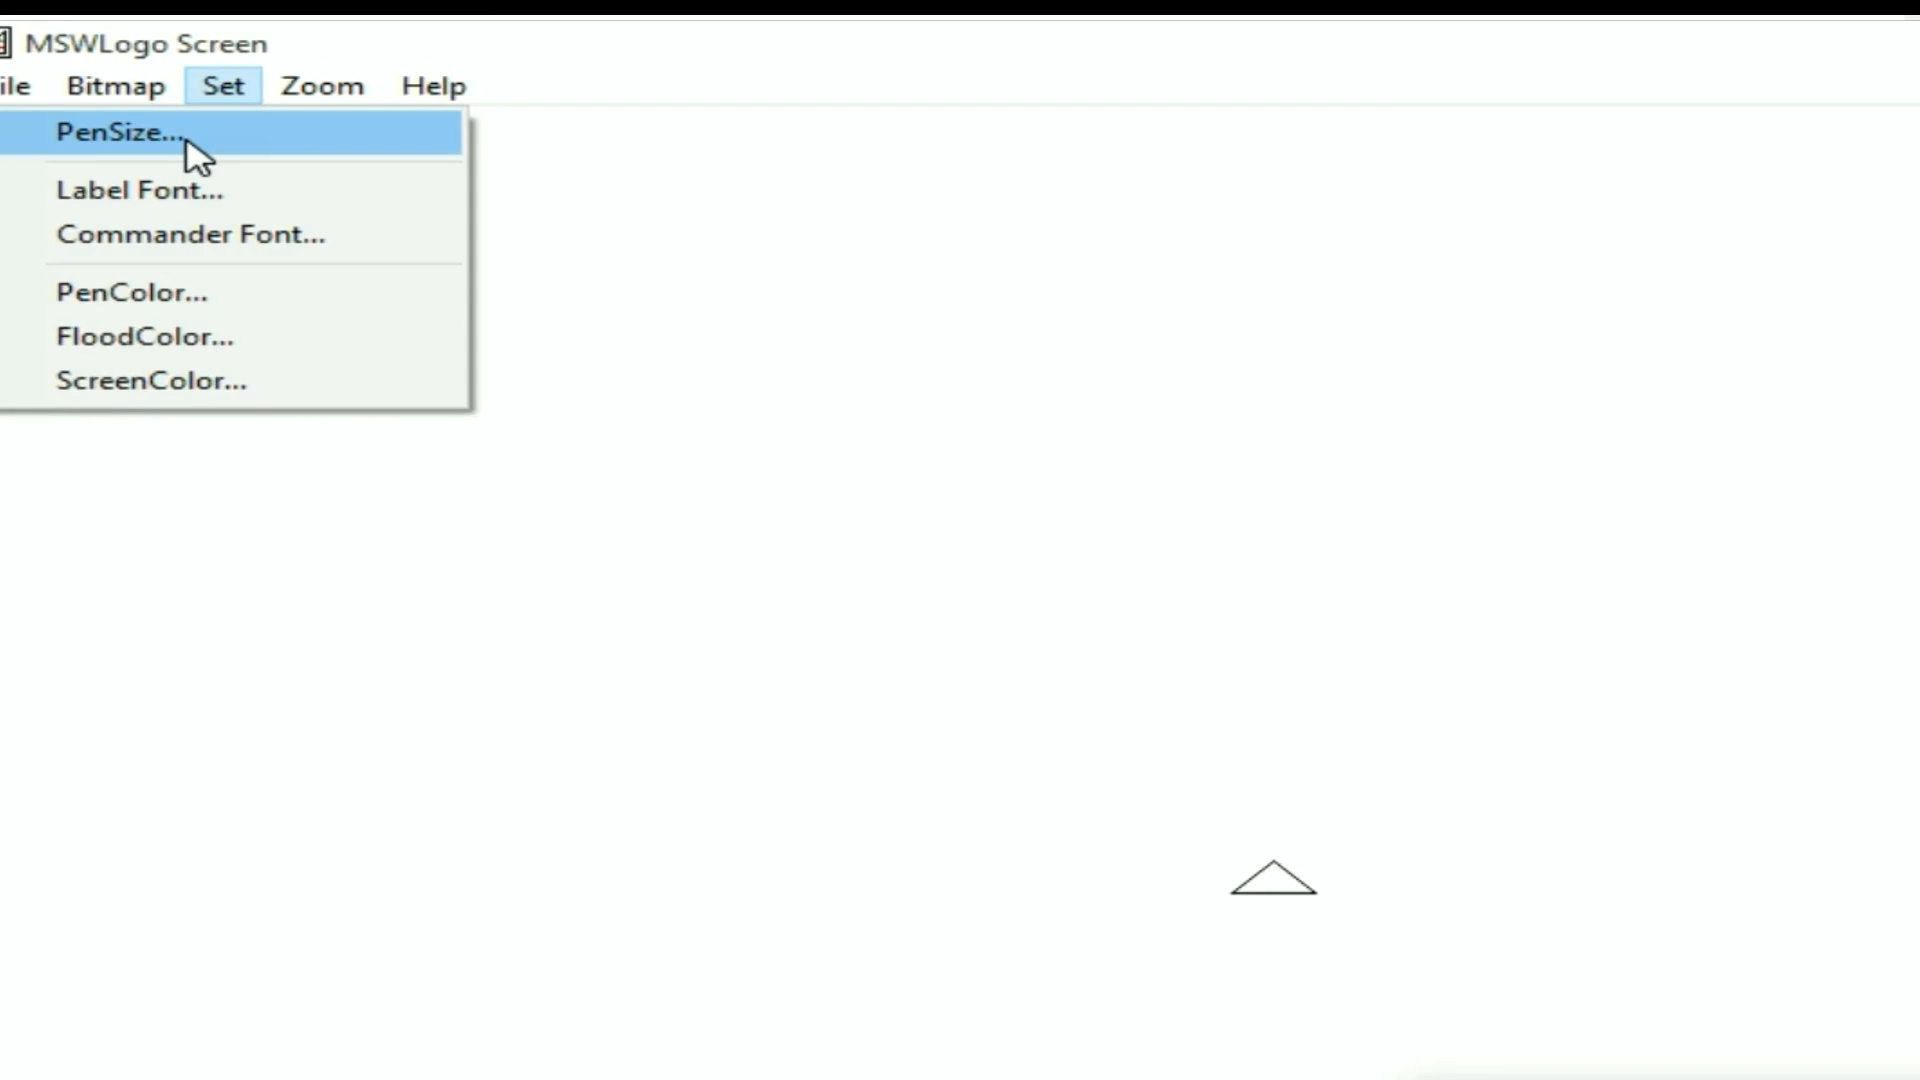 MSWLogo Screen
ile Bitmap Set Zoom Help
PenSize...
Label Font...
Commander Font...
PenColor...
FloodColor...
ScreenColor...